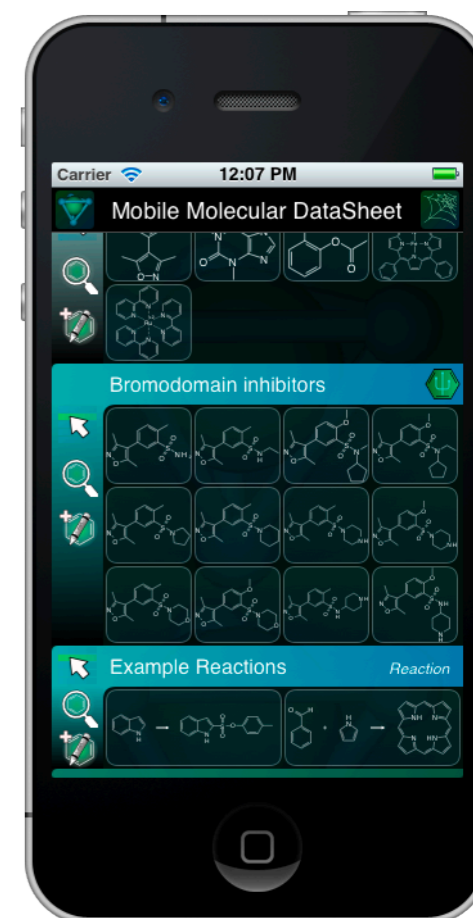 Carrier 12:07 PM
Mobile Molecular DataSheet
Bromodomain inhibitors
Example Reactions Reaction